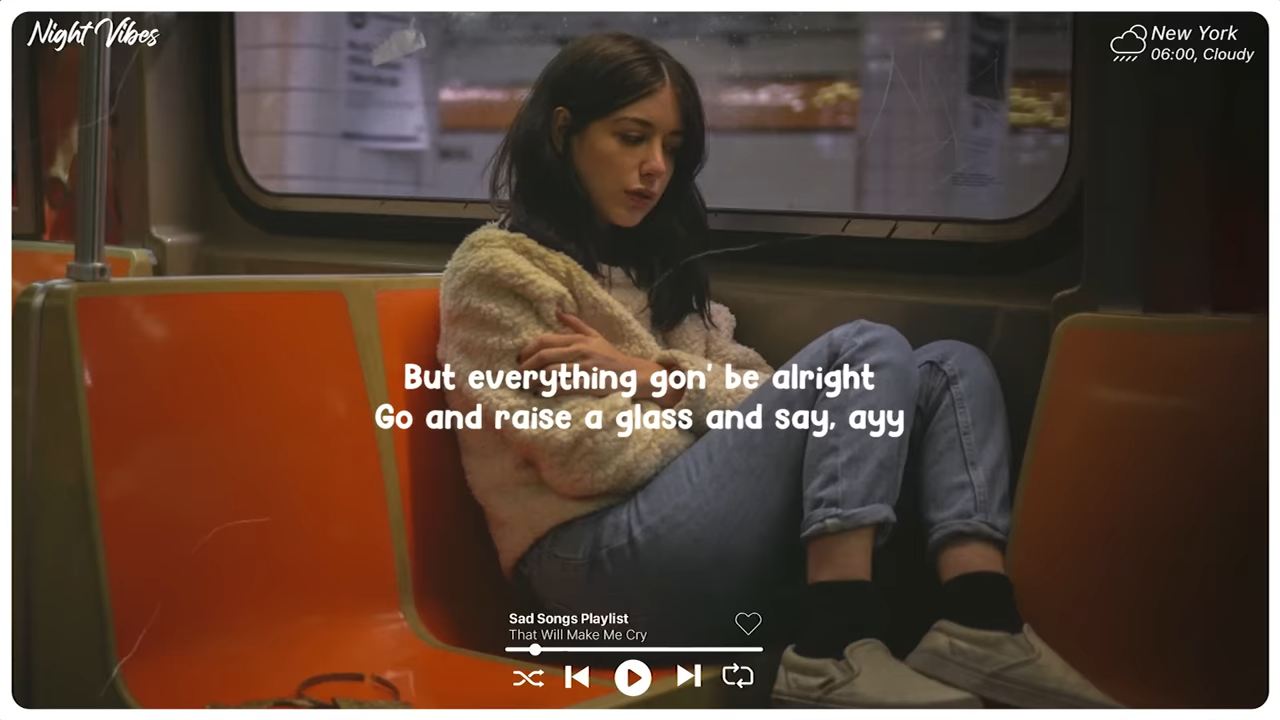 Night Vibes
New York
06:00, Cloudy
But everything gon' be alright
Go and raise a glass and say, ayy
Sad Songs Playlist
That Will Make Me Cry